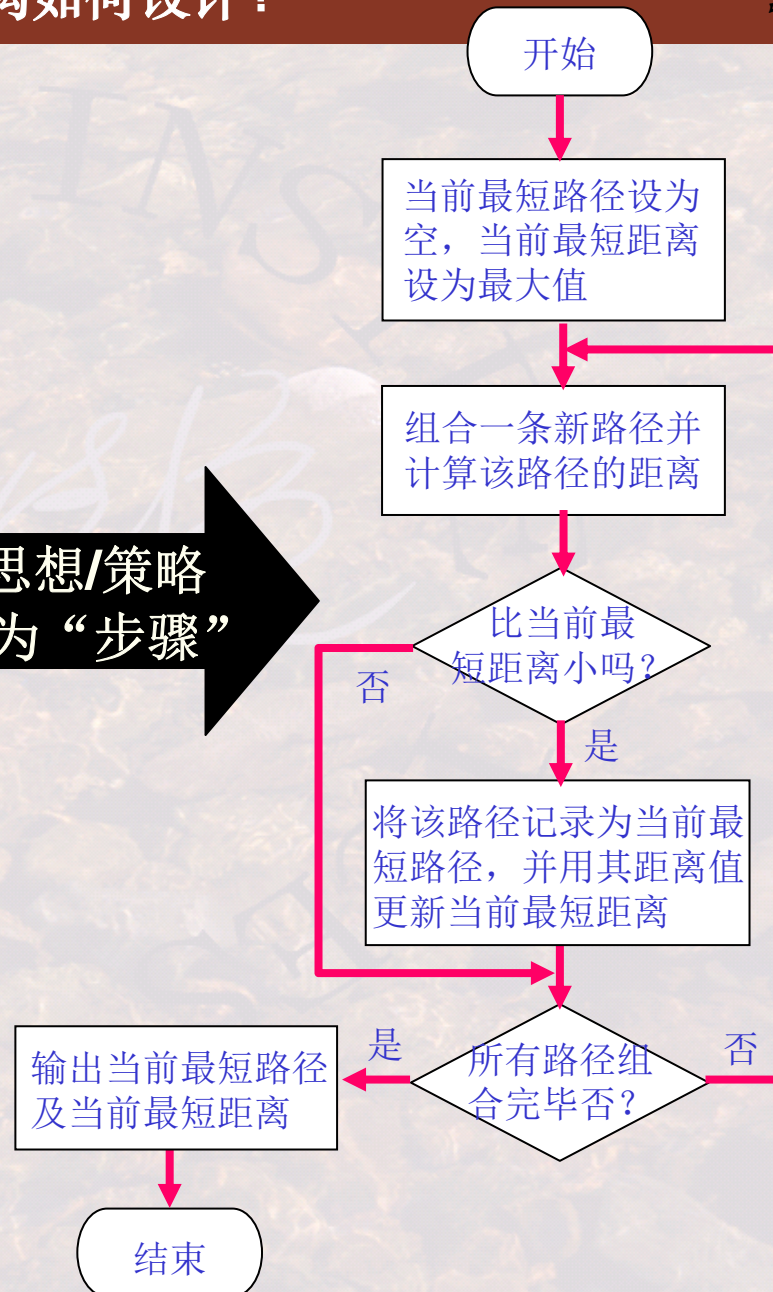 如何设计？
开始
当前最短路径设为
空，当前最短距离
设为最大值
组合一条新路径并
计算该路径的距离
思想/策略
为“步骤”
比当前最
短距离小吗？
否
是
将该路径记录为当前最
短路径，并用其距离值
更新当前最短距离
所有路径组
合完毕否？
是
否
输出当前最短路径
及当前最短距离
结束